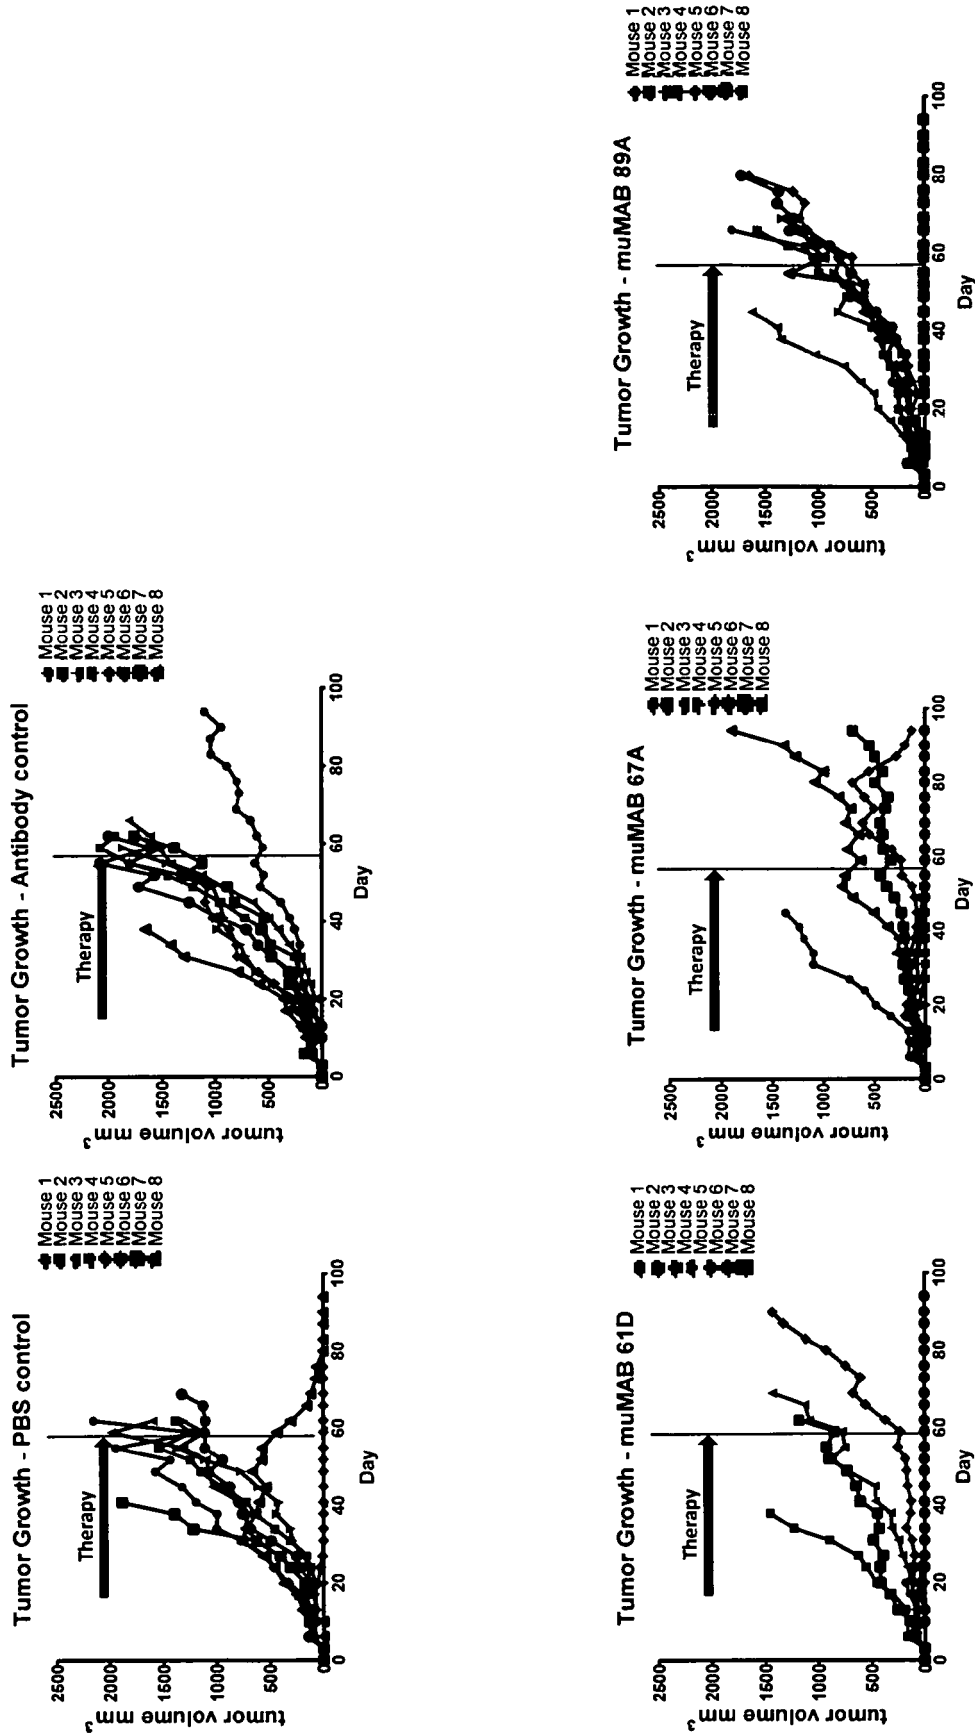 Tumor Growth - PBS control
2500
2000
1500
1000
500
0
tumor volume mm3
0 20 40 60 80 100
Day
Therapy
Mouse 1
Mouse 2
Mouse 3
Mouse 4
Mouse 5
Mouse 6
Mouse 7
Mouse 8
Tumor Growth - Antibody control
2500
2000
1500
1000
500
0
tumor volume mm3
0 20 40 60 80 100
Day
Therapy
Mouse 1
Mouse 2
Mouse 3
Mouse 4
Mouse 5
Mouse 6
Mouse 7
Mouse 8
Tumor Growth - muMAB 61D
2500
2000
1500
1000
500
0
tumor volume mm3
0 20 40 60 80 100
Day
Therapy
Mouse 1
Mouse 2
Mouse 3
Mouse 4
Mouse 5
Mouse 6
Mouse 7
Mouse 8
Tumor Growth - muMAB 67A
2500
2000
1500
1000
500
0
tumor volume mm3
0 20 40 60 80 100
Day
Therapy
Mouse 1
Mouse 2
Mouse 3
Mouse 4
Mouse 5
Mouse 6
Mouse 7
Mouse 8
Tumor Growth - muMAB 89A
2500
2000
1500
1000
500
0
tumor volume mm3
0 20 40 60 80 100
Day
Therapy
Mouse 1
Mouse 2
Mouse 3
Mouse 4
Mouse 5
Mouse 6
Mouse 7
Mouse 8